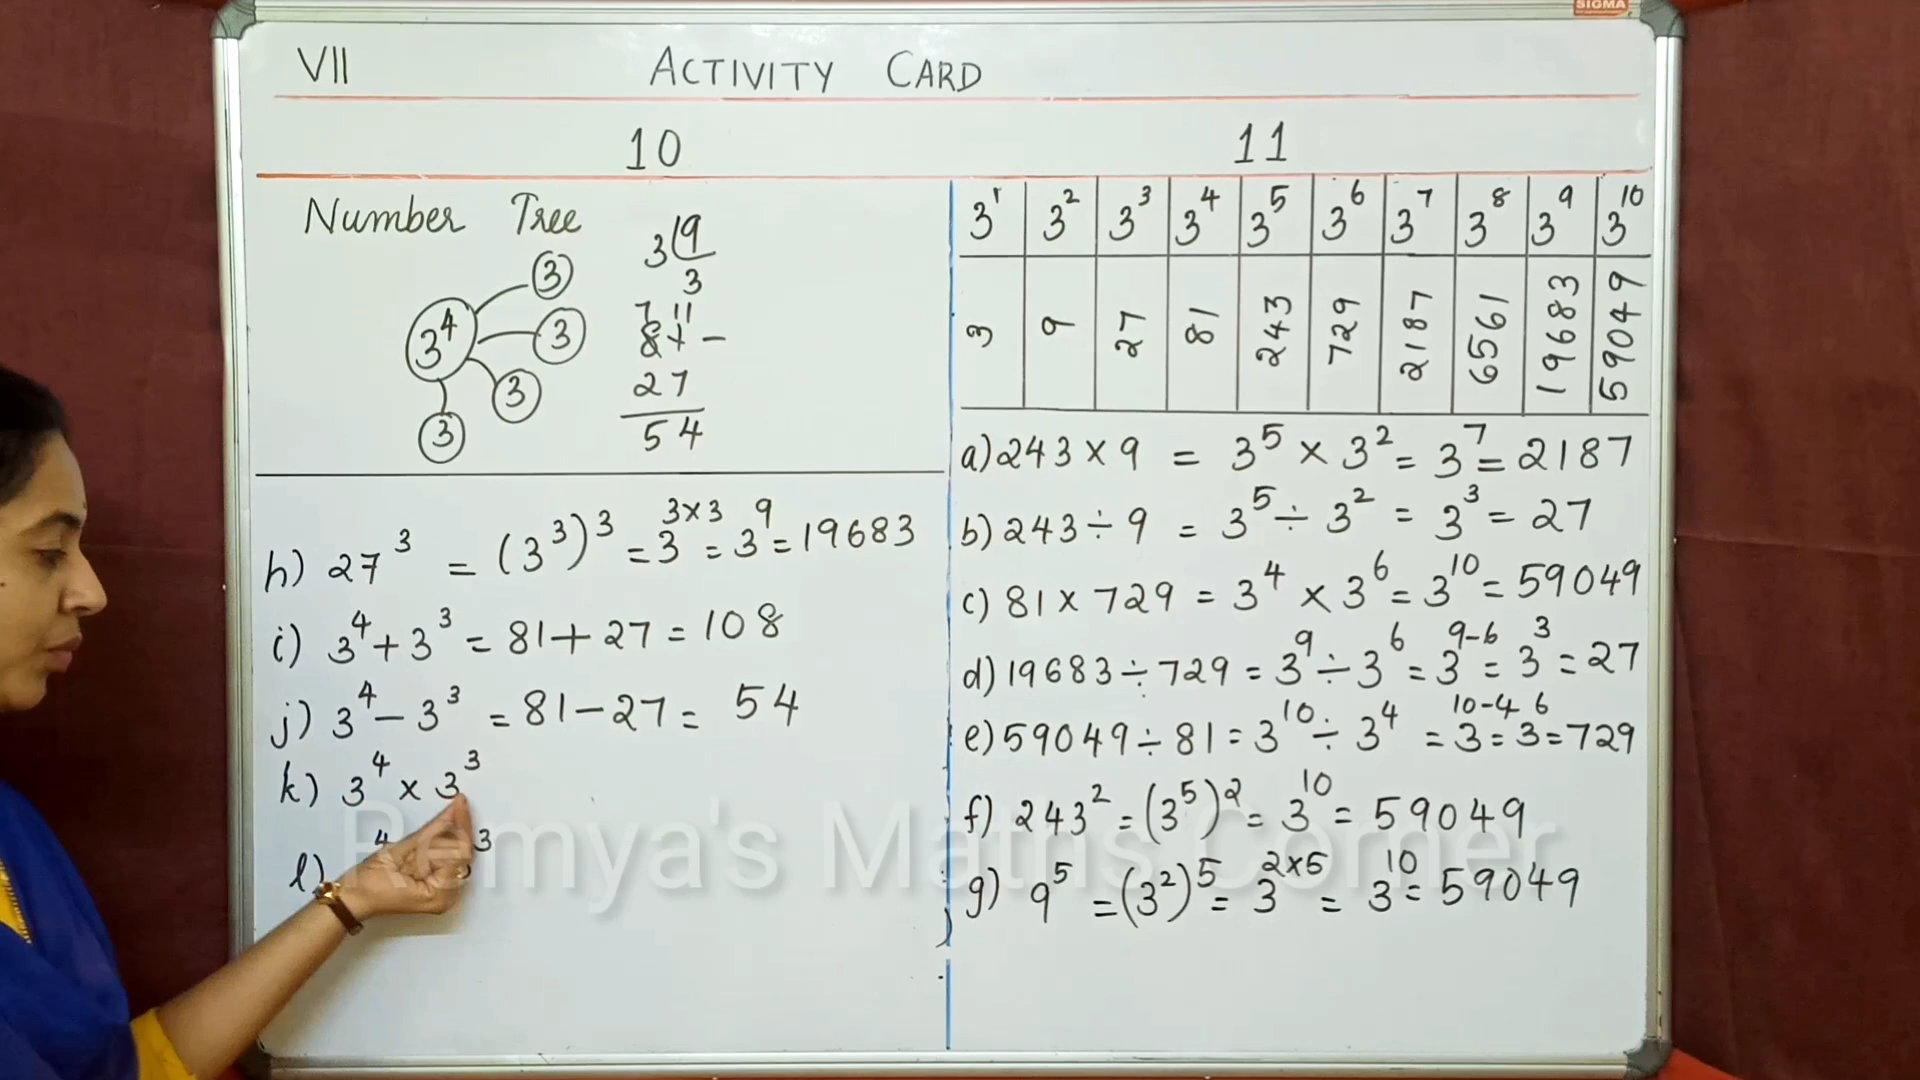 SIGMA
VII ACTIVITY CARD
10 11
Number Tree
3⁴ 3 3 3 3
3 9
3
7 11
81 −
27
54
3¹ 3² 3³ 3⁴ 3⁵ 3⁶ 3⁷ 3⁸ 3⁹ 3¹⁰
3 9 27 81 243 729 2187 6561 19683 59049
h) 27³ = (3³)³ = 3³ˣ³ = 3⁹ = 19683
i) 3⁴ + 3³ = 81 + 27 = 108
j) 3⁴ − 3³ = 81 − 27 = 54
k) 3⁴ × 3³
l) ⁴ ³
a) 243 × 9 = 3⁵ × 3² = 3⁷ = 2187
b) 243 ÷ 9 = 3⁵ ÷ 3² = 3³ = 27
c) 81 × 729 = 3⁴ × 3⁶ = 3¹⁰ = 59049
d) 19683 ÷ 729 = 3⁹ ÷ 3⁶ = 3⁹⁻⁶ = 3³ = 27
e) 59049 ÷ 81 = 3¹⁰ ÷ 3⁴ = 3¹⁰⁻⁴ = 3⁶ = 729
f) 243² = (3⁵)² = 3¹⁰ = 59049
g) 9⁵ = (3²)⁵ = 3²ˣ⁵ = 3¹⁰ = 59049
Remya's Maths Corner